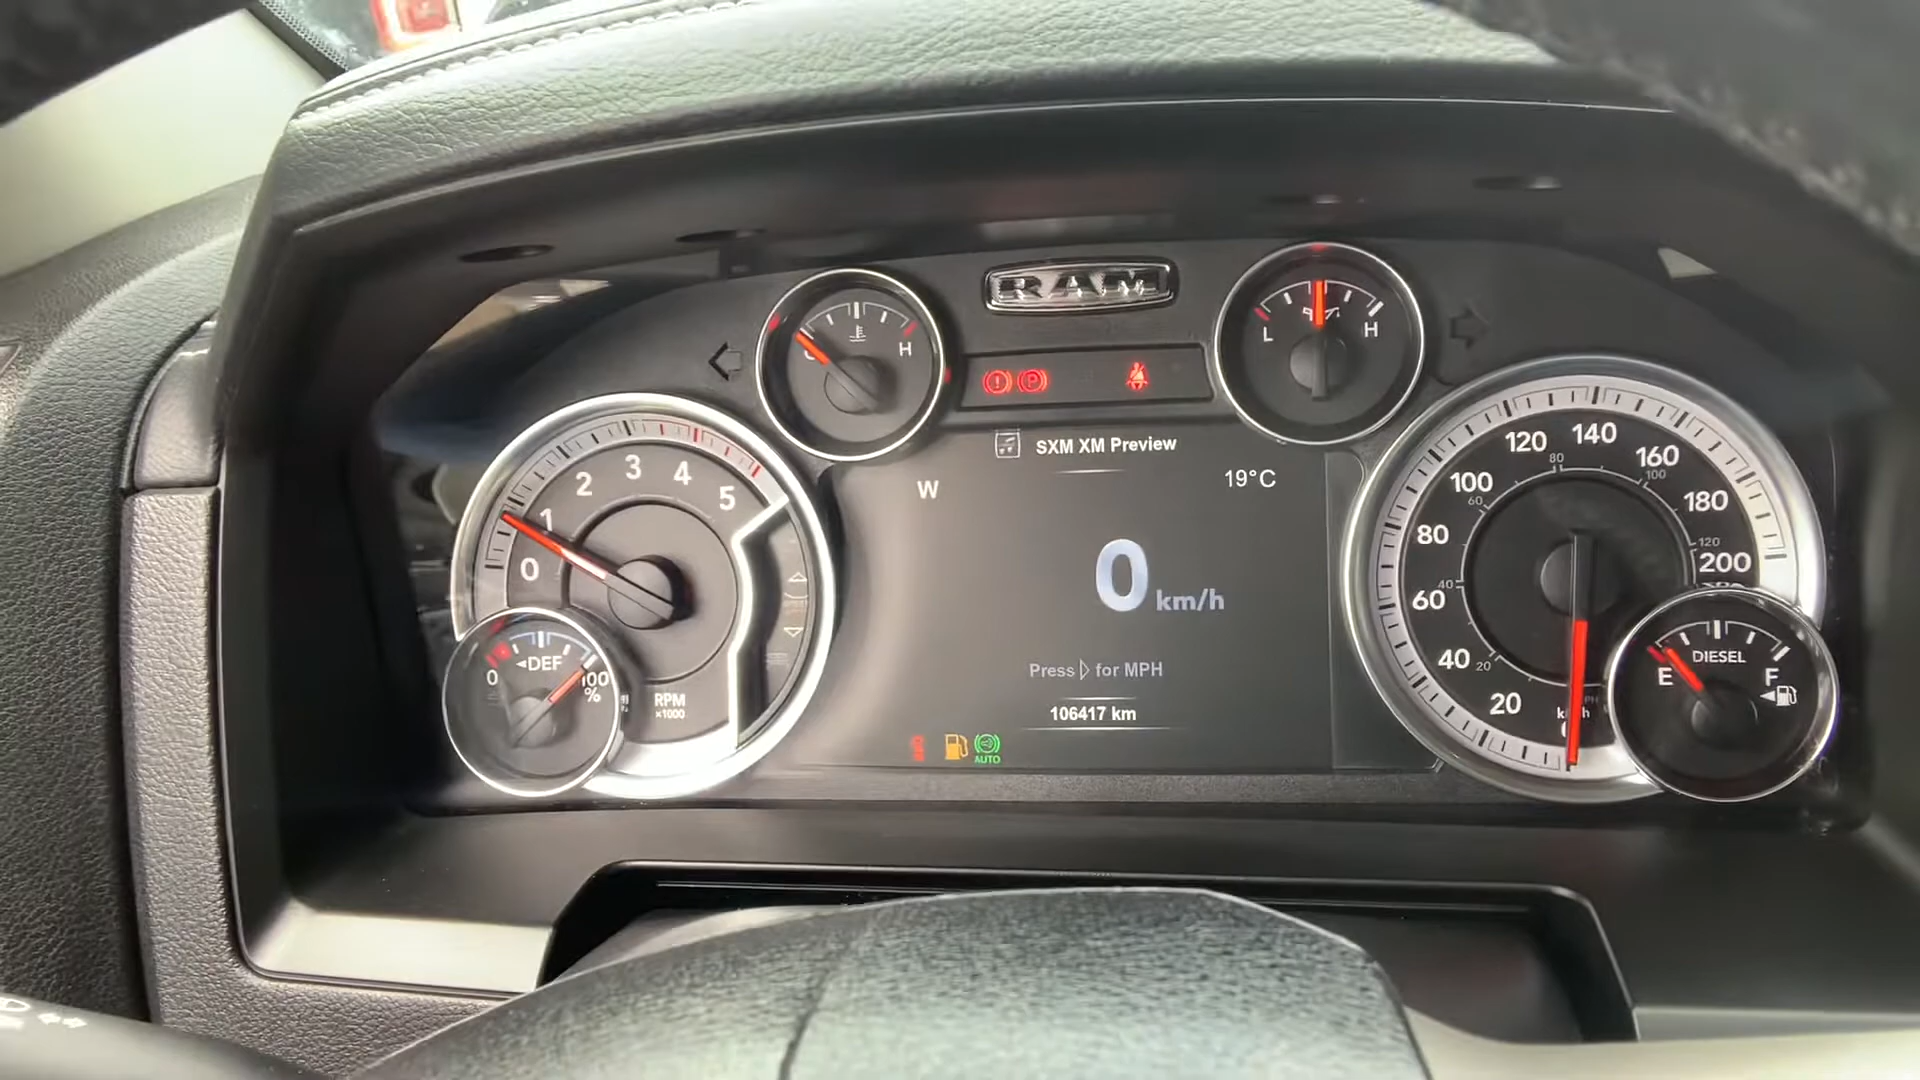 RAM
H
L H
SXM XM Preview
W
19°C
0 km/h
Press ▷ for MPH
106417 km
AUTO
0 1 2 3 4 5
RPM
×1000
DEF
0 100
%
20 40 60 80 100 120 140 160 180 200
20 40 60 80 100 120
DIESEL
E F